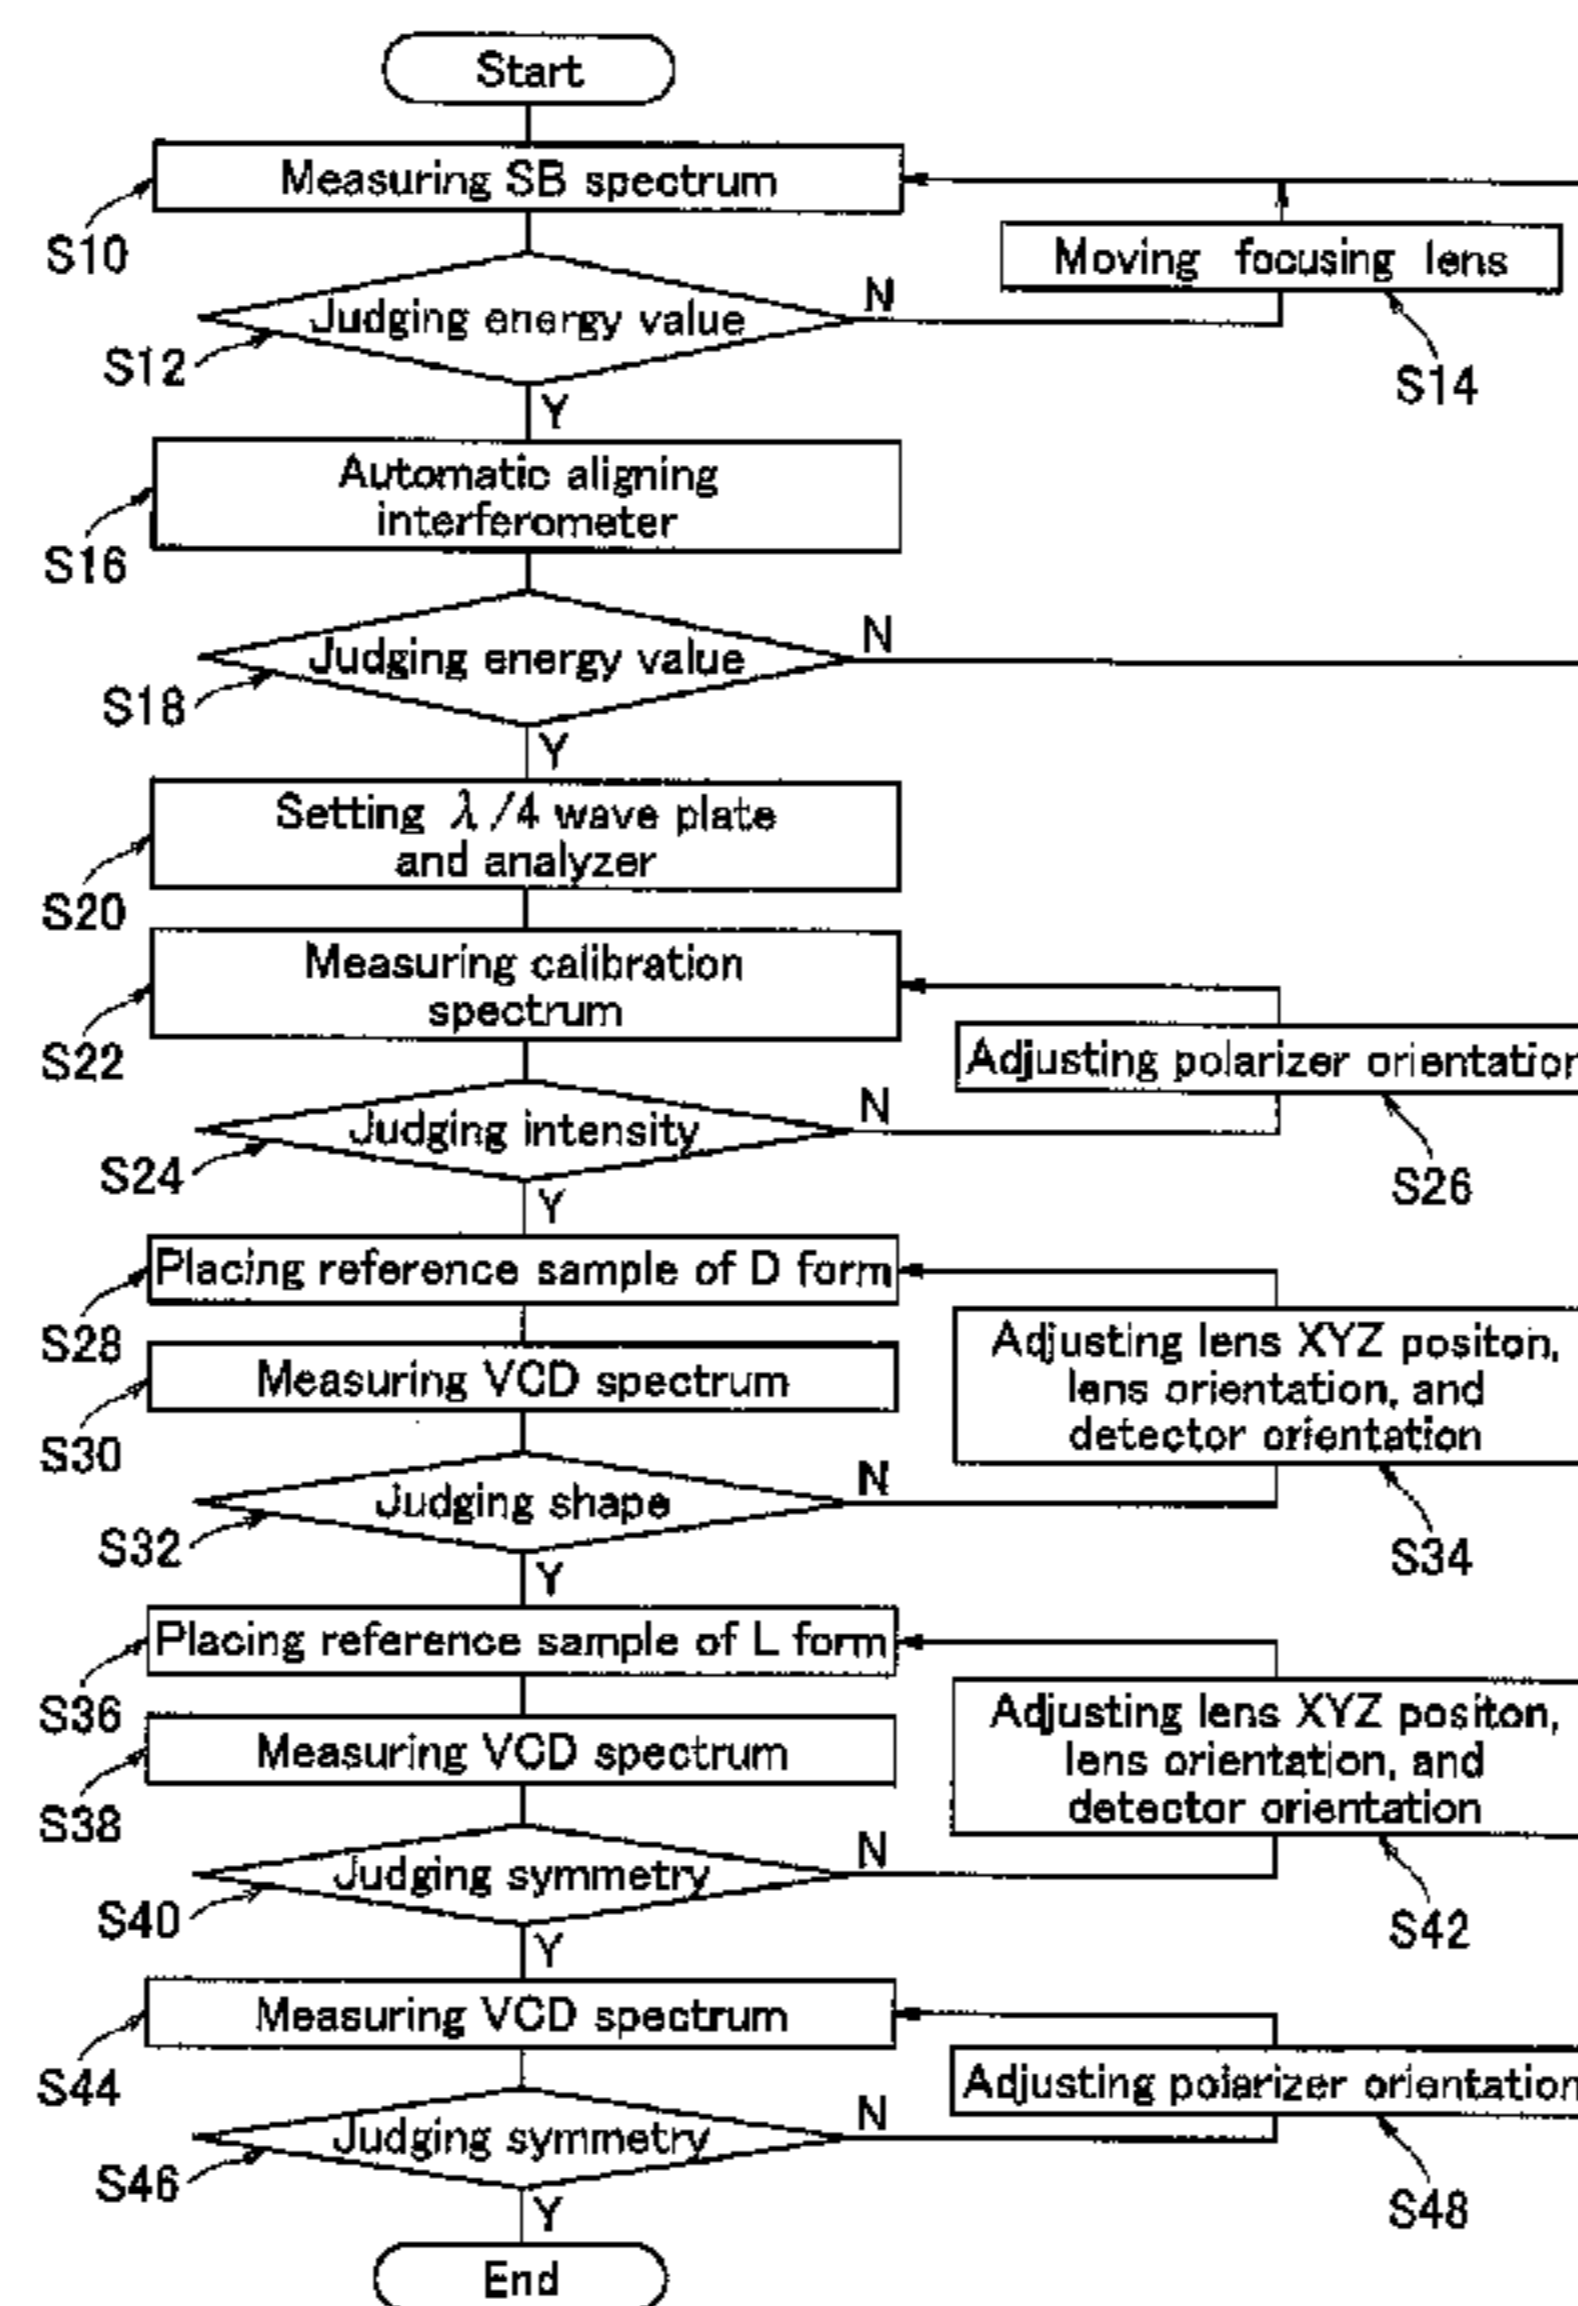 Start
Measuring SB spectrum
S10
Moving focusing lens
S14
Judging energy value
N
S12
Y
Automatic aligning
interferometer
S16
Judging energy value
N
S18
Y
Setting λ/4 wave plate
and analyzer
S20
Measuring calibration
spectrum
S22
Adjusting polarizer orientation
S26
Judging intensity
N
S24
Y
Placing reference sample of D form
S28
Measuring VCD spectrum
S30
Adjusting lens XYZ positon,
lens orientation, and
detector orientation
S34
Judging shape
N
S32
Y
Placing reference sample of L form
S36
Measuring VCD spectrum
S38
Adjusting lens XYZ positon,
lens orientation, and
detector orientation
S42
Judging symmetry
N
S40
Y
Measuring VCD spectrum
S44
Adjusting polarizer orientation
S48
Judging symmetry
N
S46
Y
End